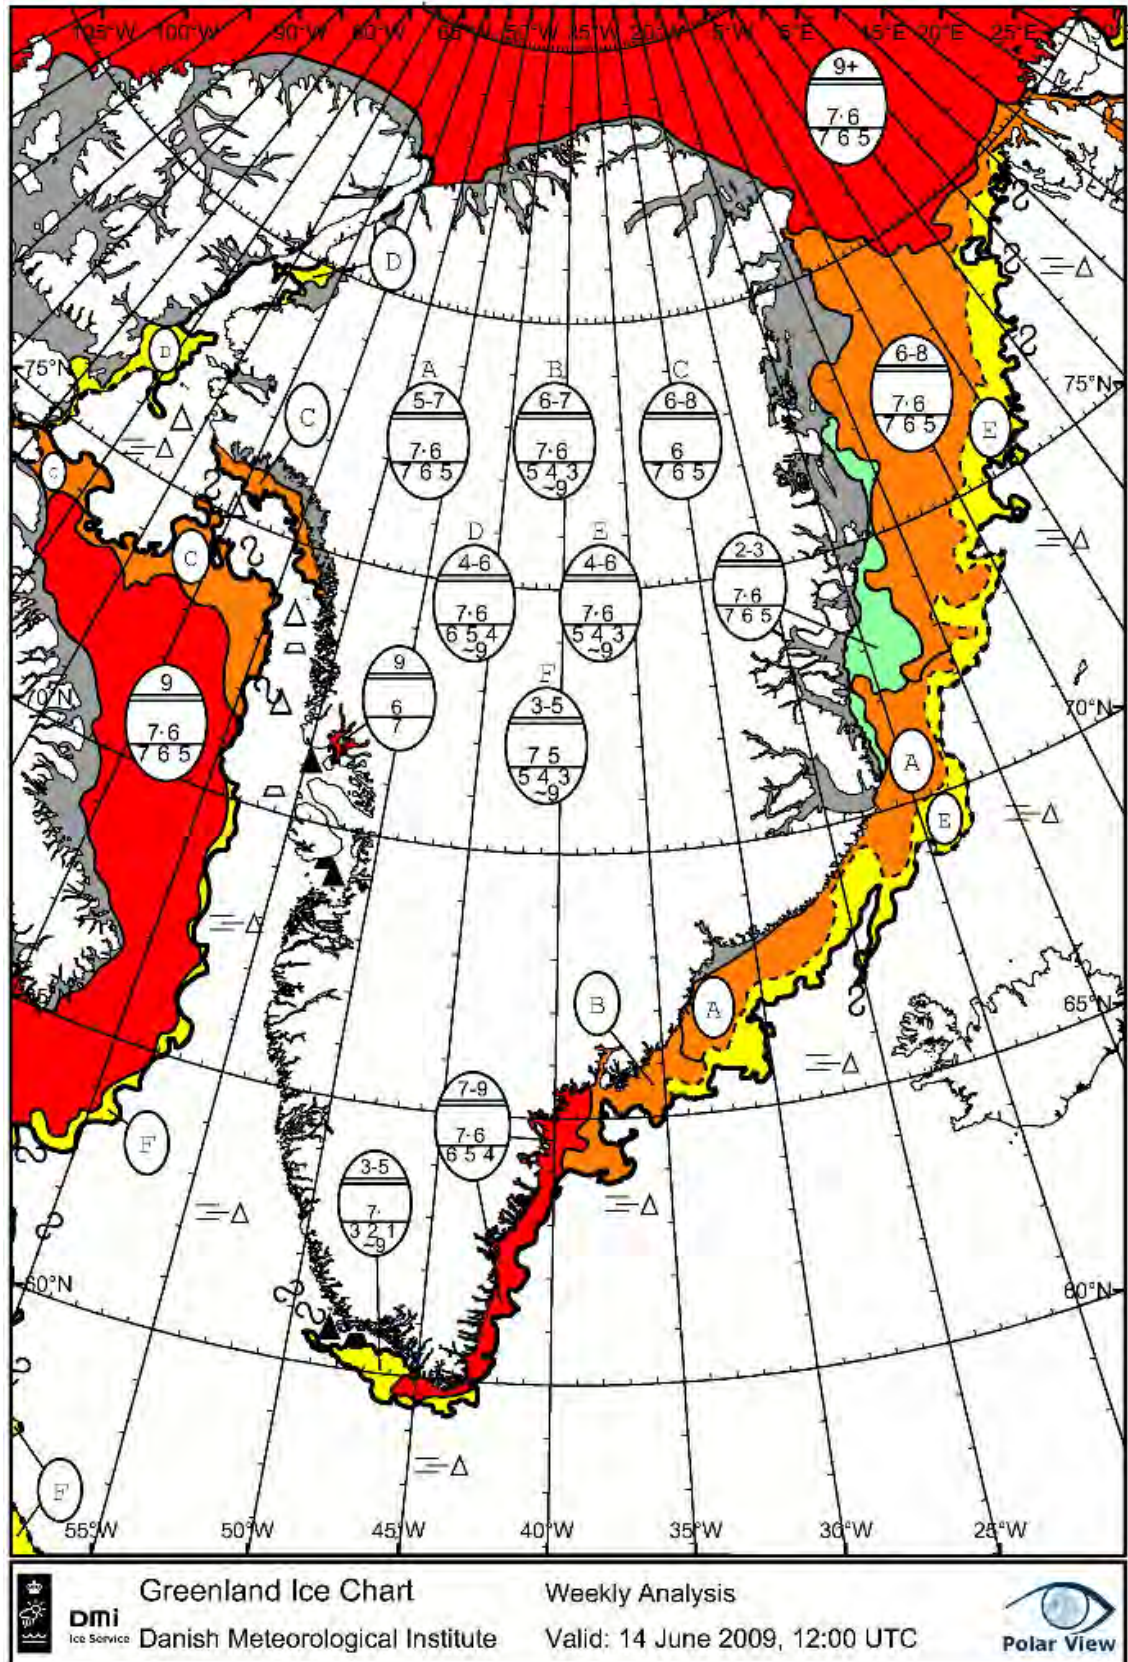 105°W 100°W 90°W 80°W 65°W 50°W 35°W 20°W 5°W 5°E 15°E 20°E 25°E
9+
7· 6
7 6 5
D
D
75°N
75°N
6-8
7· 6
7 6 5
A
5-7
7· 6
7 6 5
B
6-7
7· 6
5 4 3
~9
C
6-8
6
7 6 5
C
E
C
C
D
4-6
7· 6
6 5 4
~9
E
4-6
7· 6
5 4 3
~9
2-3
7· 6
7 6 5
9
6
7
F
3-5
7 5
5 4 3
~9
70°N
70°N
9
7· 6
7 6 5
A
E
65°N
B
A
7-9
7· 6
6 5 4
F
3-5
7·
3 2 1
~9
60°N
60°N
F
55°W 50°W 45°W 40°W 35°W 30°W 25°W
DMI
Ice Service
Greenland Ice Chart
Danish Meteorological Institute
Weekly Analysis
Valid: 14 June 2009, 12:00 UTC
Polar View